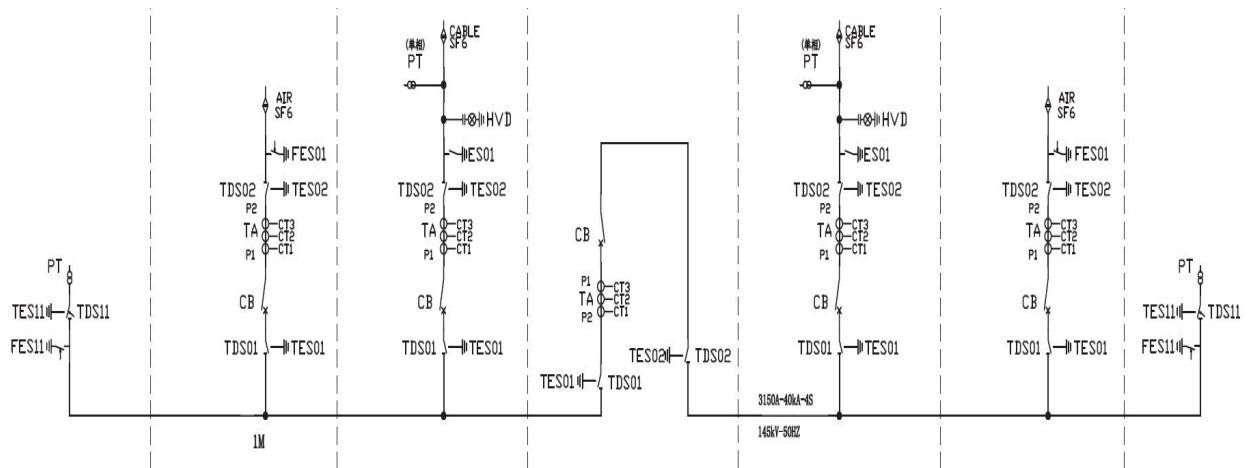 PT
TES11
TDS11
FES11
AIR
SF6
FES01
TDS02
TES02
P2
TA
CT3
CT2
CT1
P1
CB
TDS01
TES01
1M
CABLE
SF6
(单相)
PT
HVD
ES01
TDS02
TES02
P2
TA
CT3
CT2
CT1
P1
CB
TDS01
TES01
CB
P1
TA
CT3
CT2
CT1
P2
TES01
TDS01
TES02
TDS02
CABLE
SF6
(单相)
PT
HVD
ES01
TDS02
TES02
P2
TA
CT3
CT2
CT1
P1
CB
TDS01
TES01
3150A-40kA-4S
145kV-50HZ
AIR
SF6
FES01
TDS02
TES02
P2
TA
CT3
CT2
CT1
P1
CB
TDS01
TES01
PT
TES11
TDS11
FES11